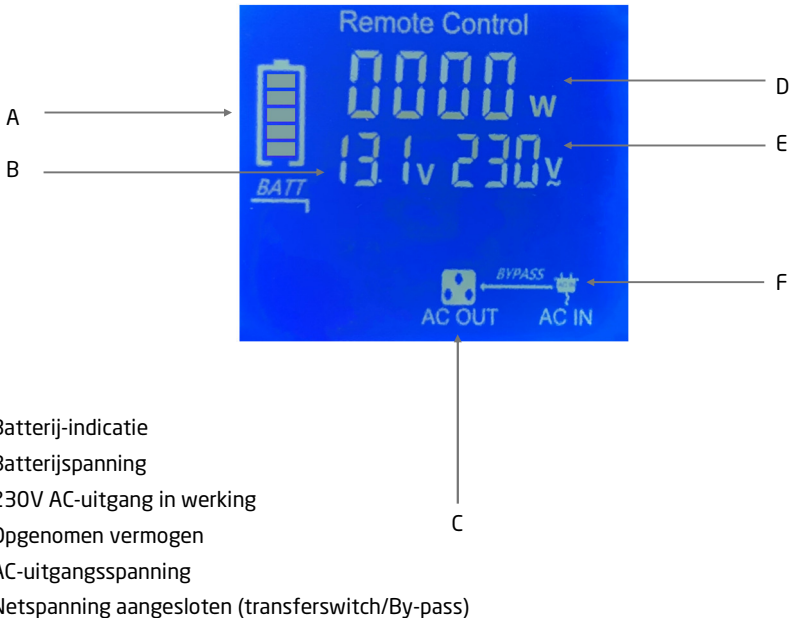 Remote Control
0000 W
D
A
E
B
13.1 V 230 V
BATT
BYPASS
F
AC OUT AC IN
Batterij-indicatie
Batterijspanning
230V AC-uitgang in werking
C
Opgenomen vermogen
AC-uitgangsspanning
Netspanning aangesloten (transferswitch/By-pass)